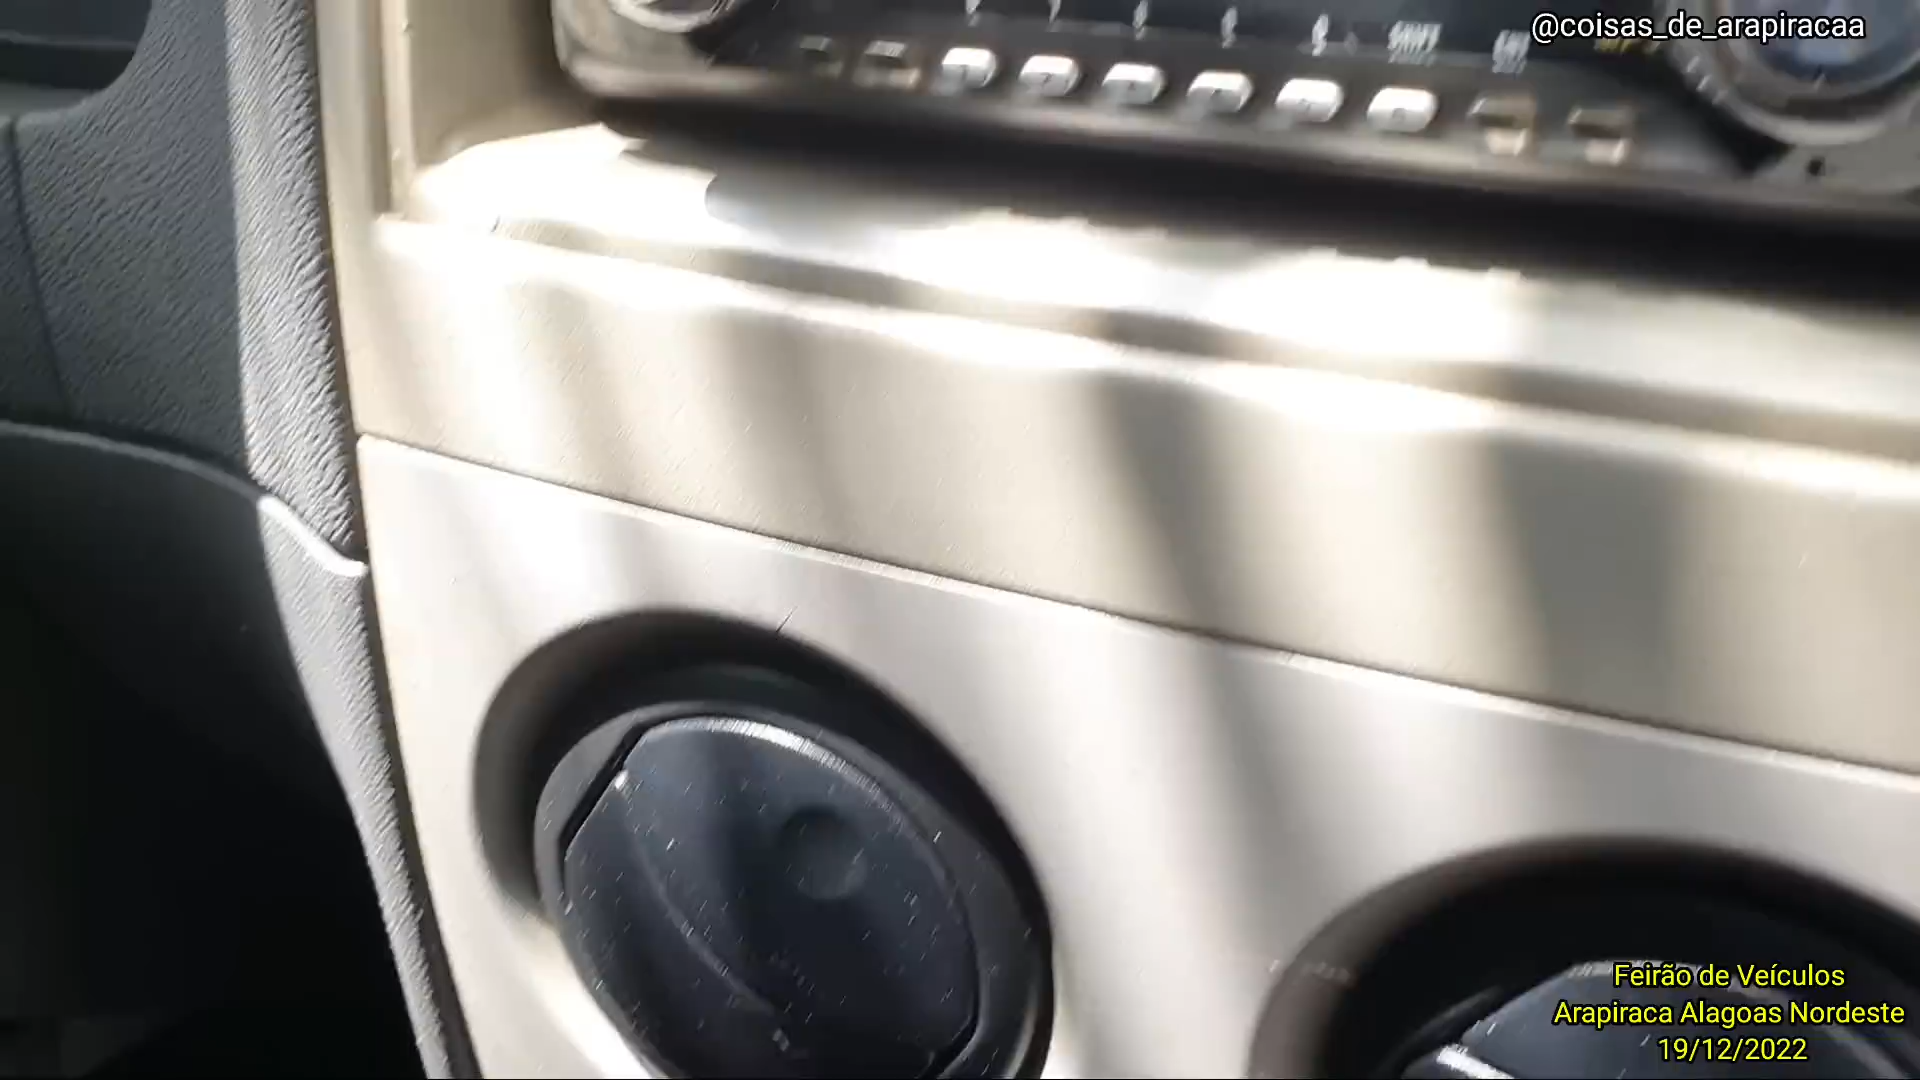 @coisas_de_arapiracaa
Feirão de Veículos
Arapiraca Alagoas Nordeste
19/12/2022